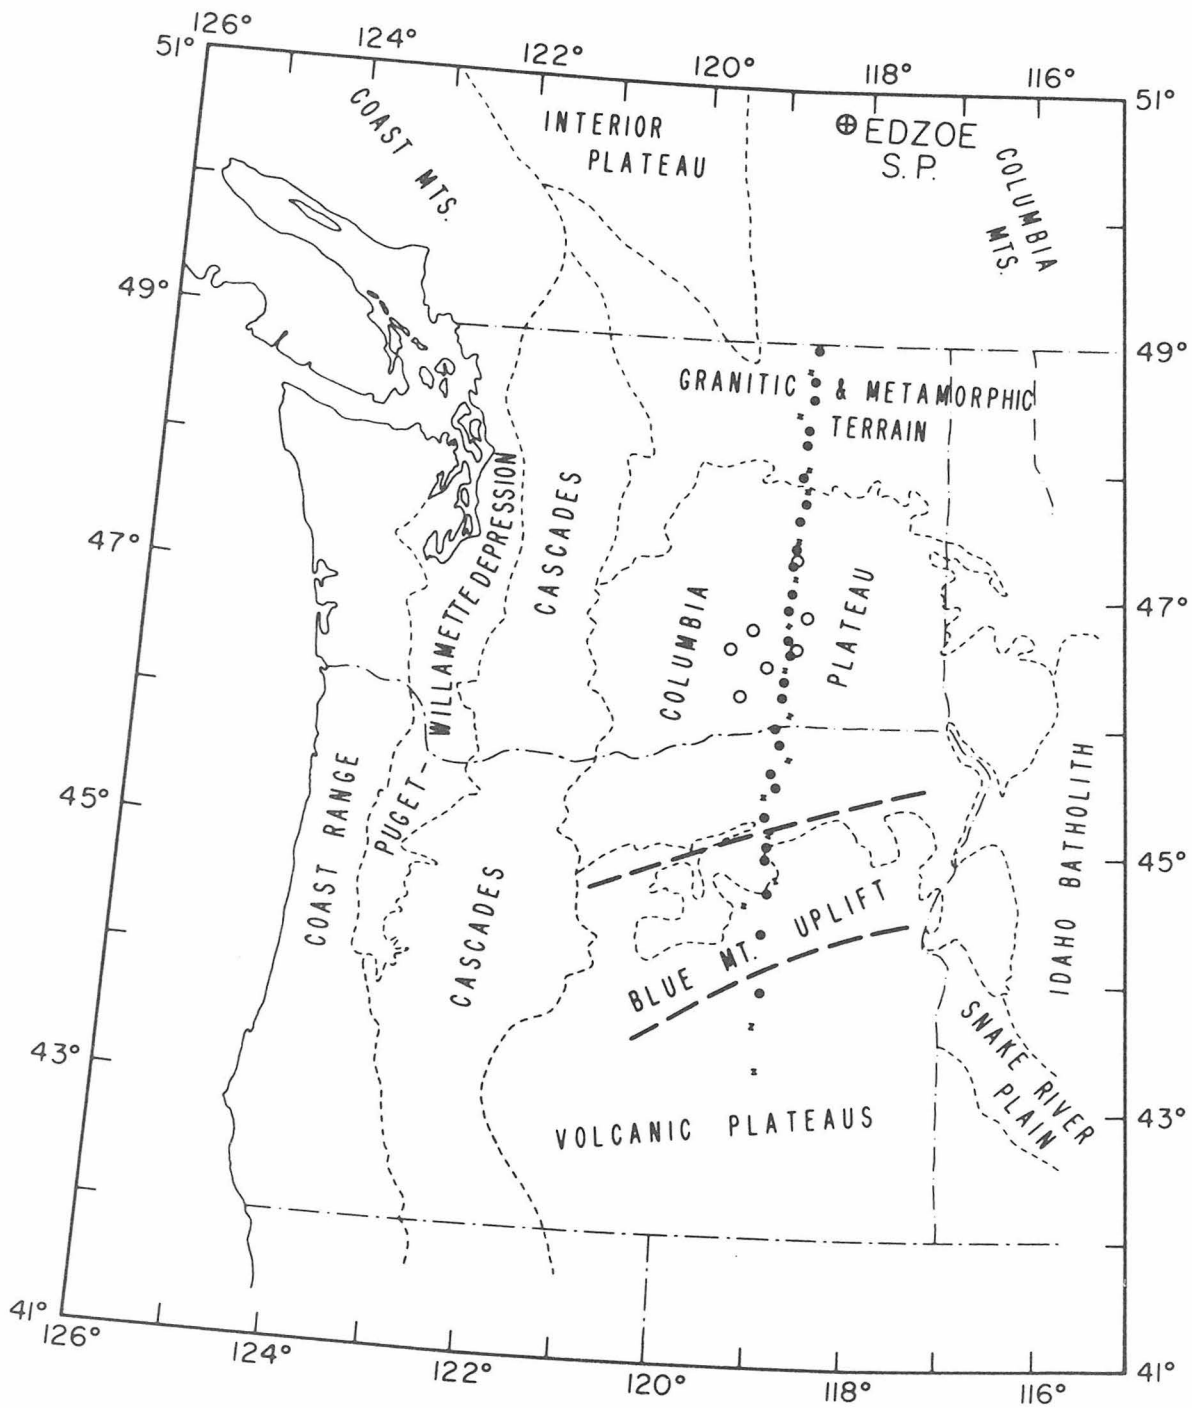 126°
51°
124°
122°
120°
118°
116°
51°
COAST MTS.
INTERIOR
PLATEAU
EDZOE
S.P.
COLUMBIA
MTS.
49°
49°
GRANITIC & METAMORPHIC
TERRAIN
47°
47°
WILLAMETTE DEPRESSION
PUGET-
CASCADES
COLUMBIA
PLATEAU
45°
45°
COAST RANGE
CASCADES
BLUE MT. UPLIFT
IDAHO BATHOLITH
SNAKE RIVER
PLAIN
43°
43°
VOLCANIC PLATEAUS
41°
41°
126°
124°
122°
120°
118°
116°